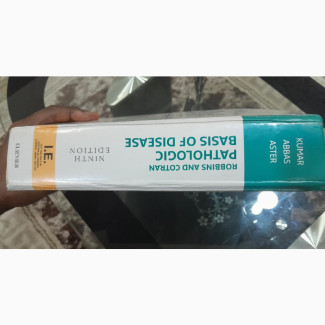 KUMAR
ABBAS
ASTER
ROBBINS AND COTRAN
PATHOLOGIC
BASIS OF DISEASE
NINTH
EDITION
I.E.
ELSEVIER